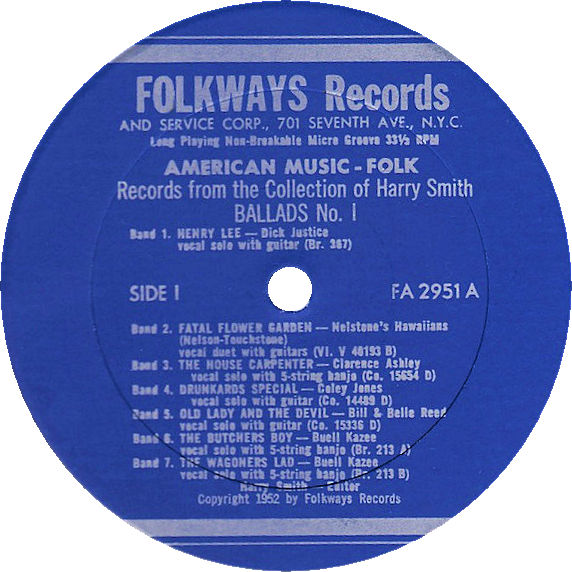 FOLKWAYS Records
AND SERVICE CORP., 701 SEVENTH AVE., N.Y.C.
Long Playing Non-Breakable Micro Groove 33⅓ RPM
AMERICAN MUSIC - FOLK
Records from the Collection of Harry Smith
BALLADS No. I
Band 1. HENRY LEE — Dick Justice
vocal solo with guitar (Br. 367)
SIDE I
FA 2951 A
Band 2. FATAL FLOWER GARDEN — Nelstone's Hawaiians
(Nelson-Touchstone)
vocal duet with guitars (VI. V 40193 B)
Band 3. THE HOUSE CARPENTER — Clarence Ashley
vocal solo with 5-string banjo (Co. 15654 D)
Band 4. DRUNKARDS SPECIAL — Coley Jones
vocal solo with guitar (Co. 14489 D)
Band 5. OLD LADY AND THE DEVIL — Bill & Belle Reed
vocal solo with guitar (Co. 15336 D)
Band 6. THE BUTCHERS BOY — Buell Kazee
vocal solo with 5-string banjo (Br. 213 A)
Band 7. THE WAGONERS LAD — Buell Kazee
vocal solo with 5-string banjo (Br. 213 B)
Harry Smith — Editor
Copyright 1952 by Folkways Records